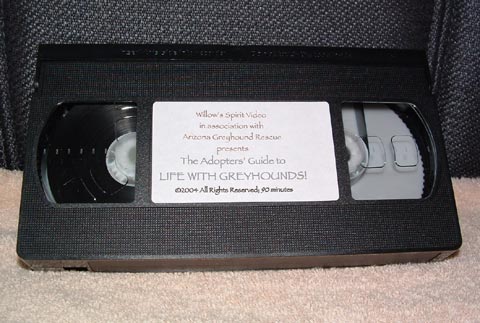 Willow's Spirit Video
in association with
Arizona Greyhound Rescue
presents
The Adopters' Guide to
LIFE WITH GREYHOUNDS!
©2004 All Rights Reserved; 90 minutes